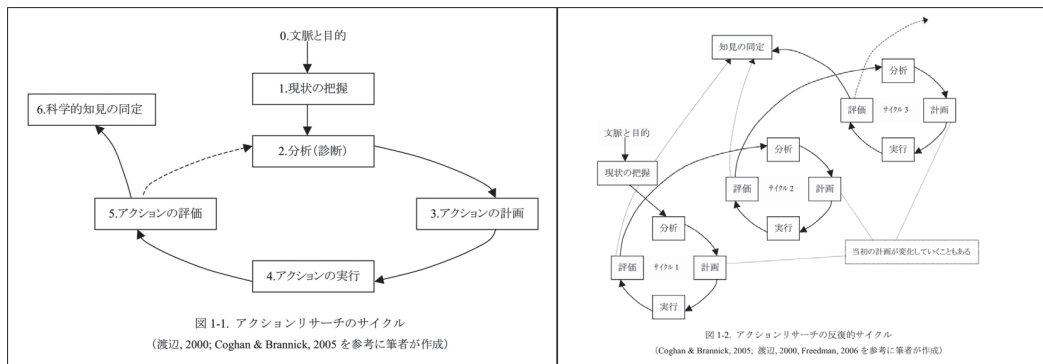 0.文脈と目的
1.現状の把握
6.科学的知見の同定
2.分析(診断)
5.アクションの評価
3.アクションの計画
4.アクションの実行
図 1-1. アクションリサーチのサイクル
(渡辺, 2000; Coghan & Brannick, 2005 を参考に筆者が作成)
知見の同定
分析
評価
サイクル 3
計画
実行
文脈と目的
現状の把握
分析
評価
サイクル 2
計画
実行
分析
評価
サイクル 1
計画
実行
当初の計画が変化していくこともある
図 1-2. アクションリサーチの反復的サイクル
(Coghan & Brannick, 2005; 渡辺, 2000, Freedman, 2006 を参考に筆者が作成)